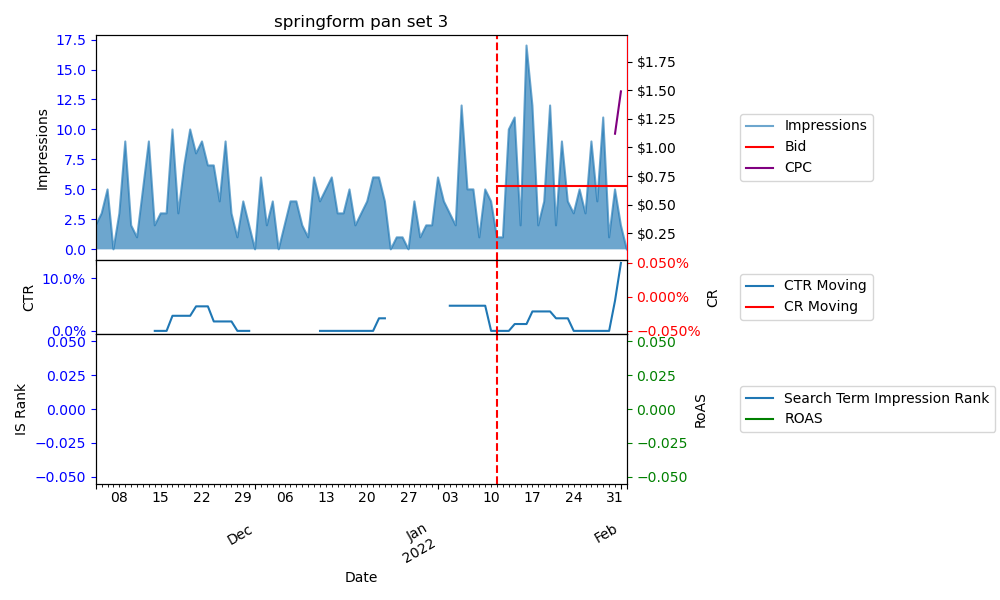 springform pan set 3
17.5
15.0
12.5
10.0
7.5
5.0
2.5
0.0
Impressions
$1.75
$1.50
$1.25
$1.00
$0.75
$0.50
$0.25
Impressions
Bid
CPC
10.0%
0.0%
CTR
0.050%
0.000%
−0.050%
CR
CTR Moving
CR Moving
0.050
0.025
0.000
−0.025
−0.050
IS Rank
0.050
0.025
0.000
−0.025
−0.050
RoAS
Search Term Impression Rank
ROAS
08 15 22 29 06 13 20 27 03 10 17 24 31
Dec
Jan
2022
Feb
Date